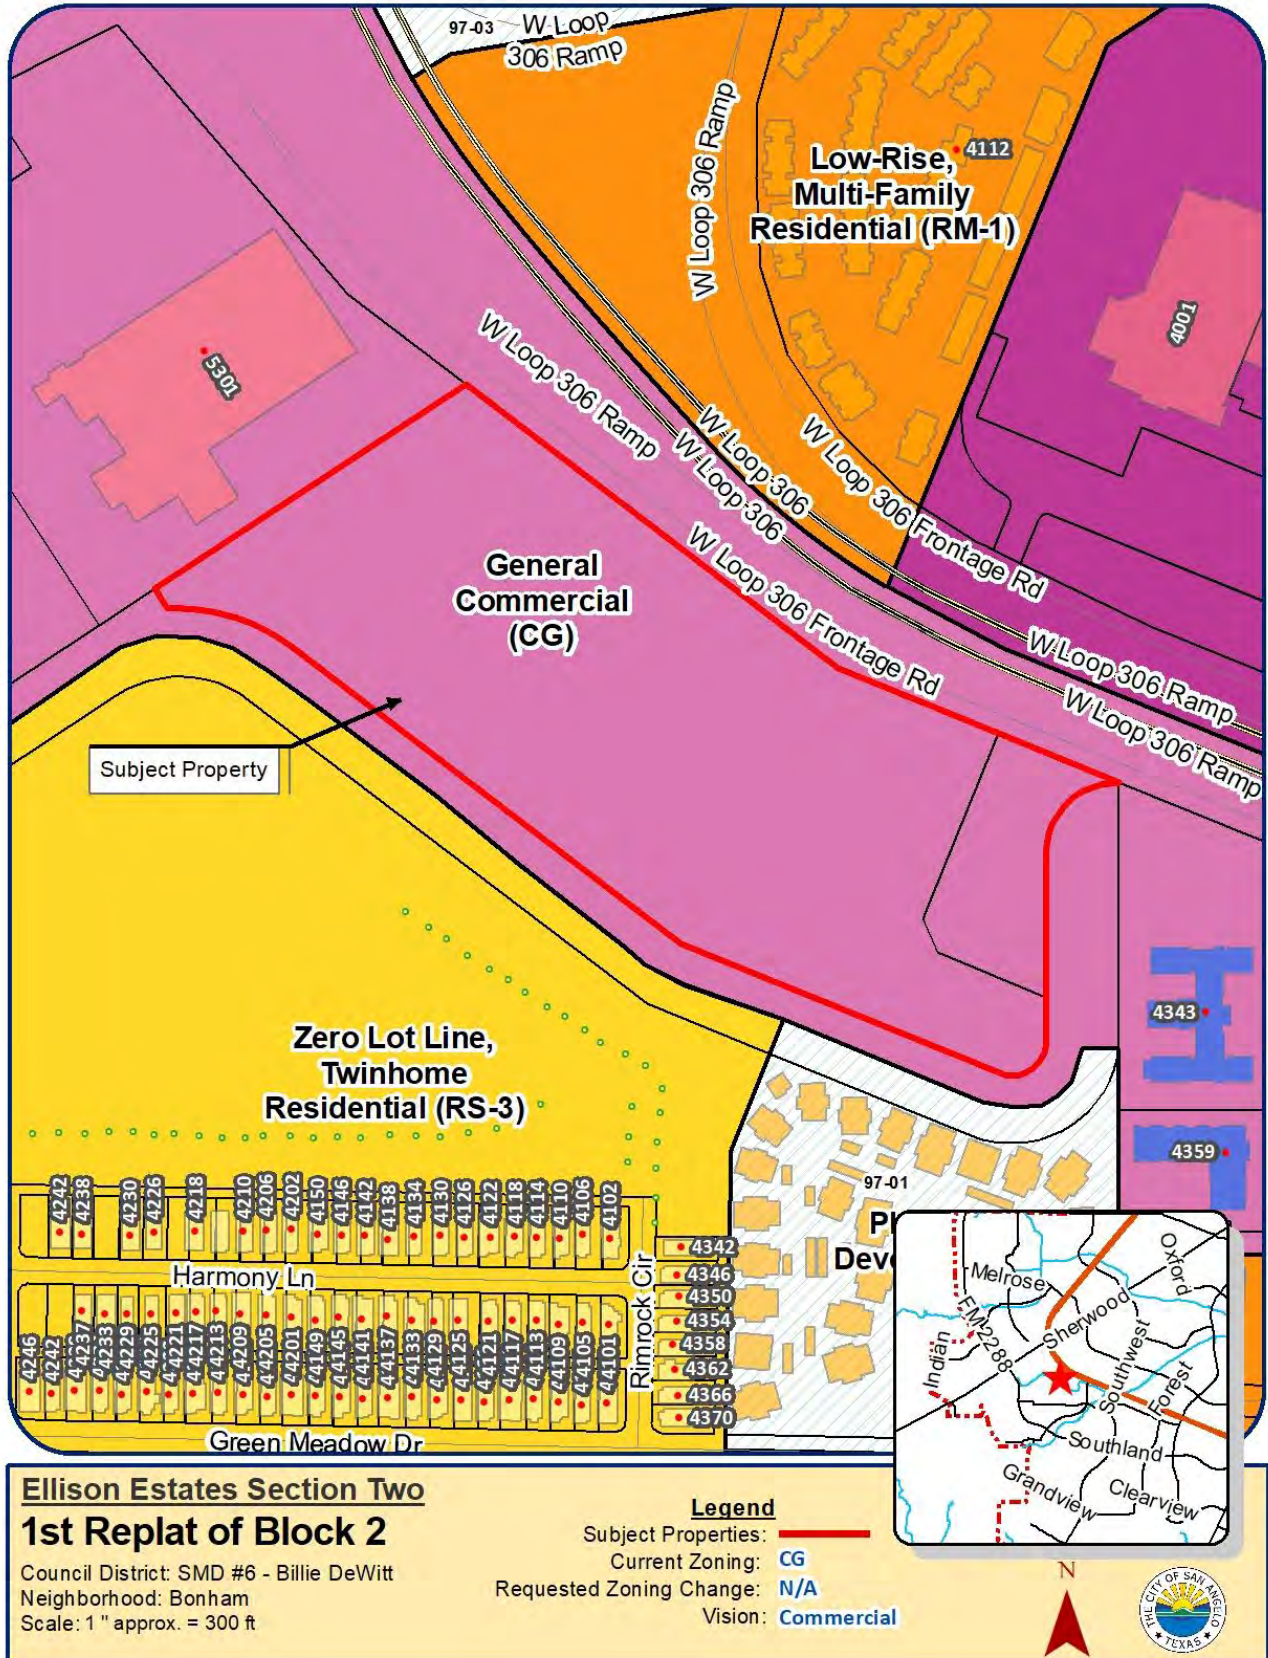 97-03
W Loop
306 Ramp
W Loop 306 Ramp
4112
Low-Rise,
Multi-Family
Residential (RM-1)
4001
5301
W Loop 306 Ramp
W Loop 306
W Loop 306
W Loop 306 Frontage Rd
W Loop 306 Frontage Rd
General
Commercial
(CG)
W Loop 306 Ramp
W Loop 306 Ramp
Subject Property
4343
4359
Zero Lot Line,
Twinhome
Residential (RS-3)
97-01
4242 4238 4230 4226 4218 4210 4206 4202 4150 4146 4142 4138 4134 4130 4126 4122 4118 4114 4110 4106 4102
Harmony Ln
4246 4242 4237 4233 4229 4225 4221 4217 4213 4209 4205 4201 4149 4145 4141 4137 4133 4129 4125 4121 4117 4113 4109 4105 4101
Green Meadow Dr
Rimrock Cir
4342
4346
4350
4354
4358
4362
4366
4370
Melrose
Oxford
FM 2288
Sherwood
Indian
Southwest
Forest
Southland
Grandview
Clearview
Ellison Estates Section Two
1st Replat of Block 2
Council District: SMD #6 - Billie DeWitt
Neighborhood: Bonham
Scale: 1 " approx. = 300 ft
Legend
Subject Properties:
Current Zoning: CG
Requested Zoning Change: N/A
Vision: Commercial
N
THE CITY OF SAN ANGELO
TEXAS